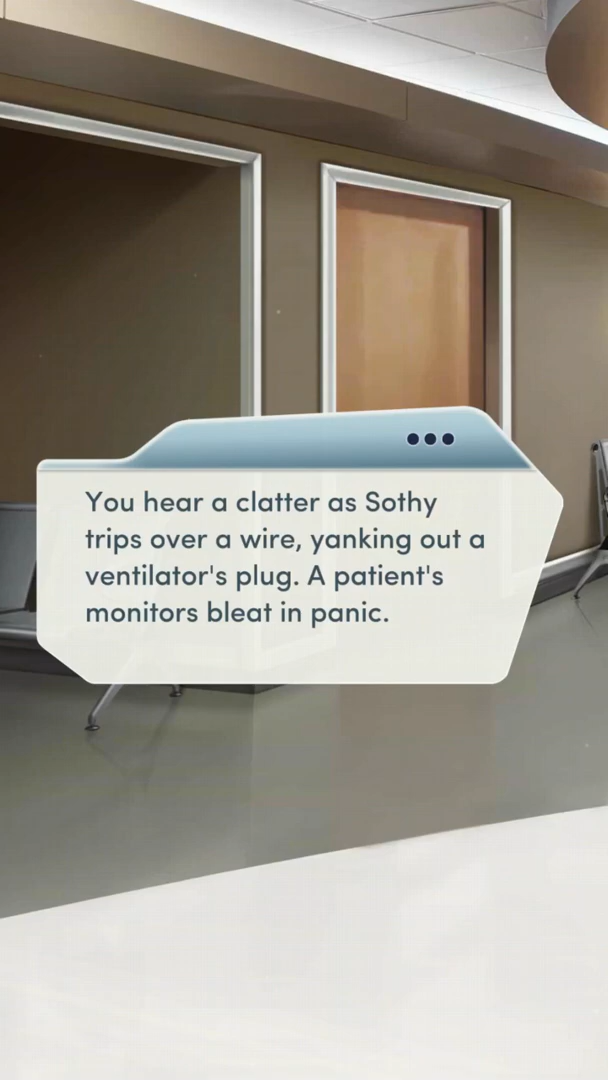 You hear a clatter as Sothy
trips over a wire, yanking out a
ventilator's plug. A patient's
monitors bleat in panic.